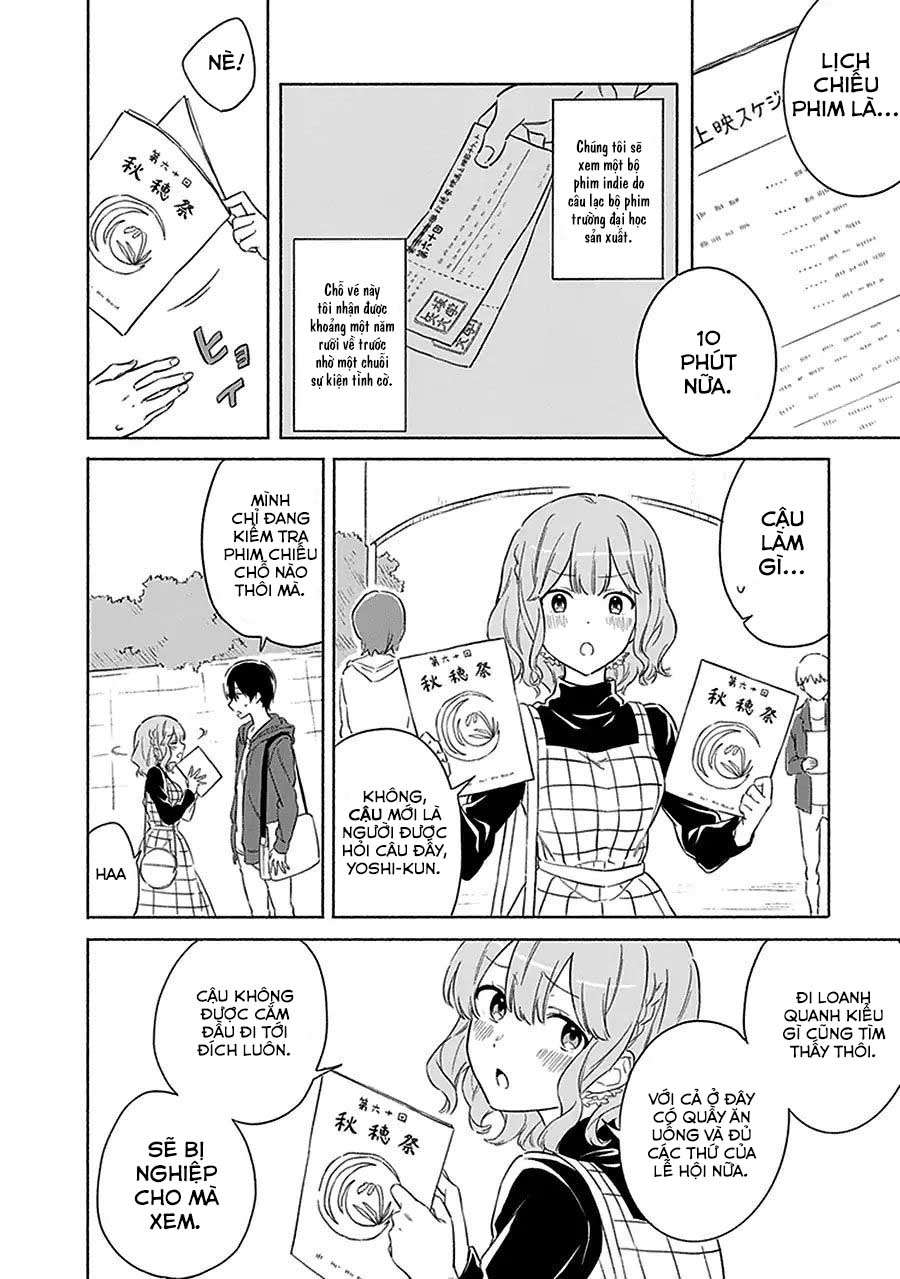 LỊCH
CHIẾU
PHIM LÀ...
上映スケジ
10
PHÚT
NỮA.
Chúng tôi sẽ
xem một bộ
phim indie do
câu lạc bộ phim
trường đại học
sản xuất.
Chỗ vé này
tôi nhận được
khoảng một năm
rưỡi về trước
nhờ một chuỗi
sự kiện tình cờ.
NÈ!
第六十回
秋穂祭
ヒョイ
CẬU
LÀM
GÌ...
第六十回
秋穂祭
第六十回
秋穂祭
KHÔNG,
CẬU MỚI LÀ
NGƯỜI ĐƯỢC
HỎI CÂU ĐẤY,
YOSHI-KUN.
MÌNH
CHỈ ĐANG
KIỂM TRA
PHIM CHIẾU
CHỖ NÀO
THÔI MÀ.
HAA
ĐI LOANH
QUANH KIỂU
GÌ CŨNG TÌM
THẤY THÔI.
VỚI CẢ Ở ĐÂY
CÓ QUẦY ĂN
UỐNG VÀ ĐỦ
CÁC THỨ CỦA
LỄ HỘI NỮA.
CẬU KHÔNG
ĐƯỢC CẮM
ĐẦU ĐI TỚI
ĐÍCH LUÔN.
SẼ BỊ
NGHIỆP
CHO MÀ
XEM.
第六十回
秋穂祭